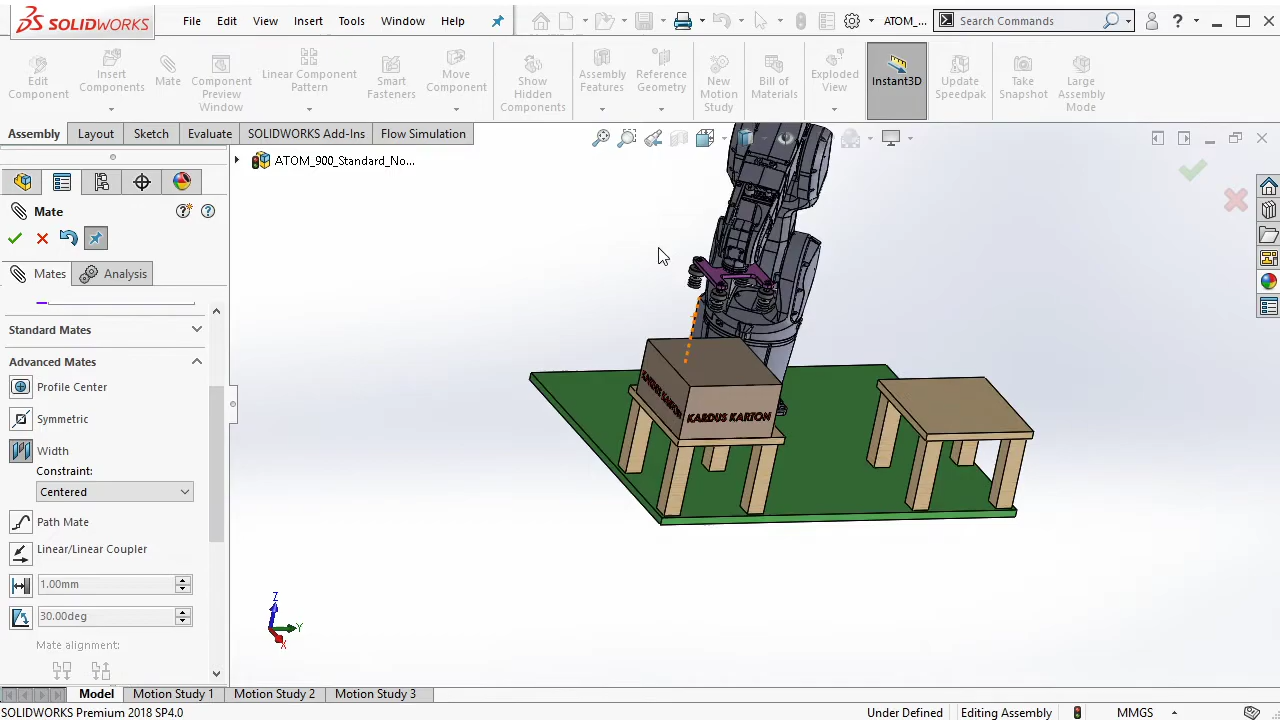 SOLIDWORKS
File Edit View Insert Tools Window Help
ATOM_...
Search Commands
Edit Component
Insert Components
Mate
Component Preview Window
Linear Component Pattern
Smart Fasteners
Move Component
Show Hidden Components
Assembly Features
Reference Geometry
New Motion Study
Bill of Materials
Exploded View
Instant3D
Update Speedpak
Take Snapshot
Large Assembly Mode
Assembly Layout Sketch Evaluate SOLIDWORKS Add-Ins Flow Simulation
ATOM_900_Standard_No...
Mate
Mates Analysis
Standard Mates
Advanced Mates
Profile Center
Symmetric
Width
Constraint:
Centered
Path Mate
Linear/Linear Coupler
1.00mm
30.00deg
Mate alignment:
KARDUS KARTON
KARDUS KARTON
Z
Y
X
Model Motion Study 1 Motion Study 2 Motion Study 3
SOLIDWORKS Premium 2018 SP4.0
Under Defined Editing Assembly MMGS